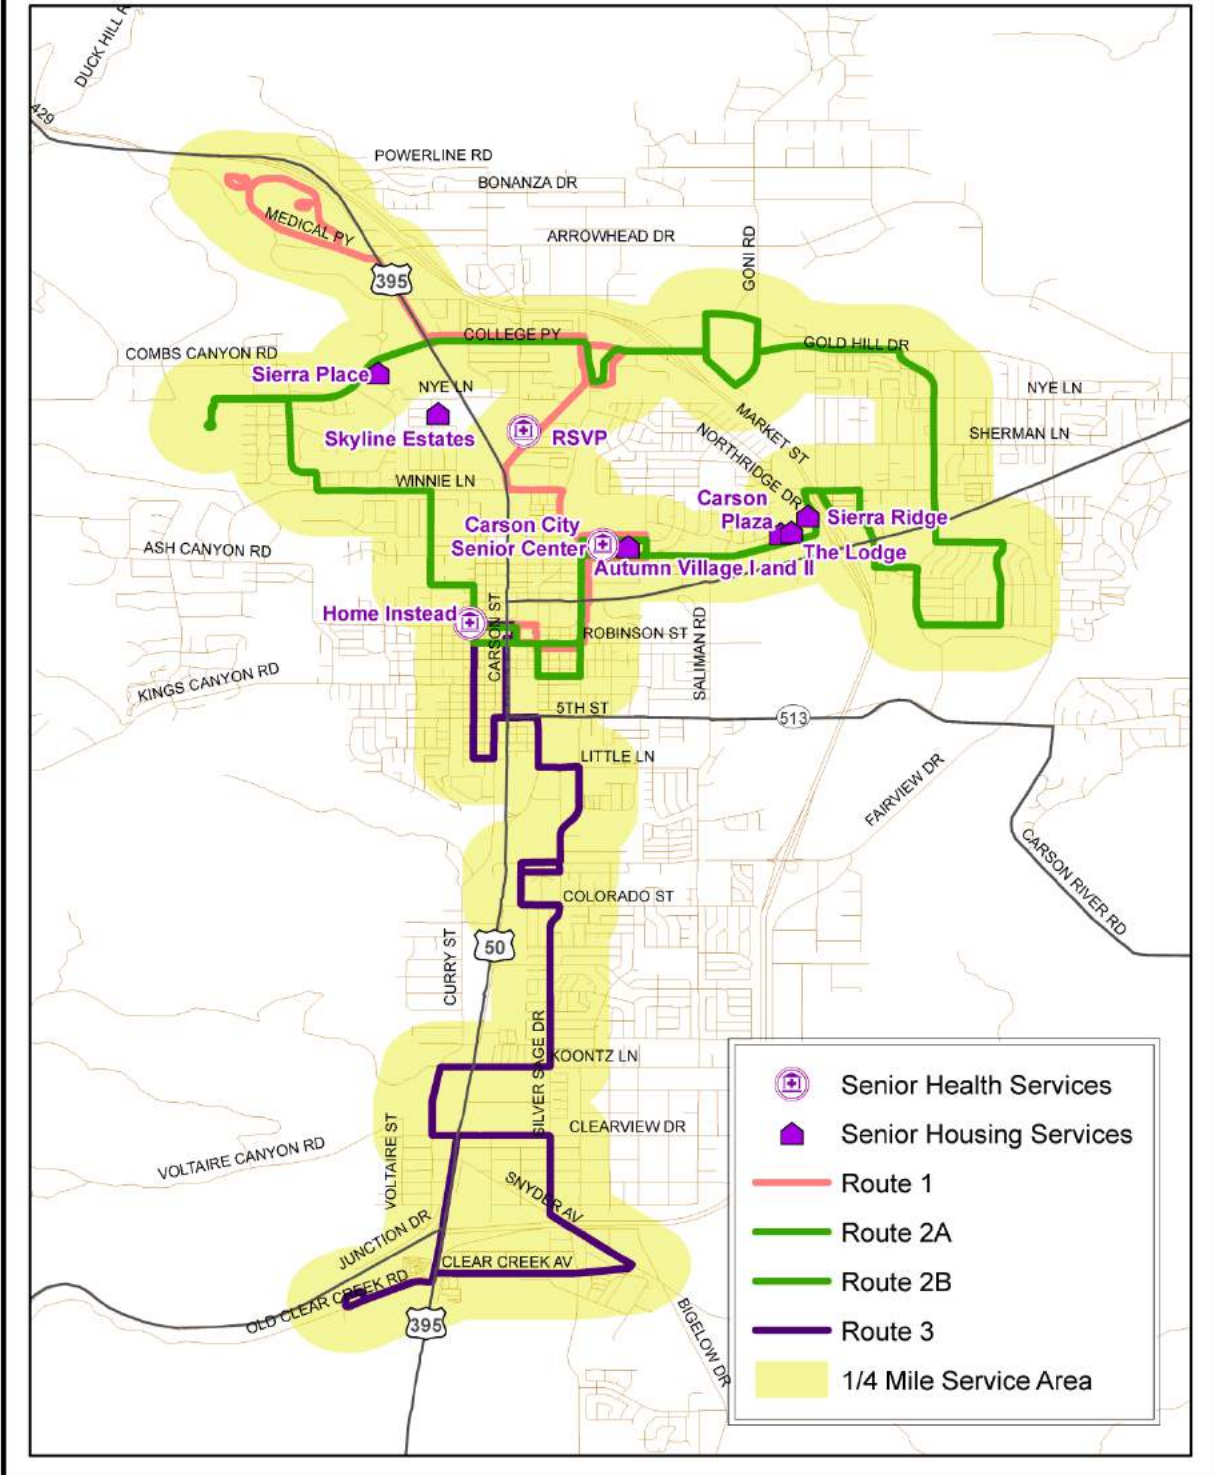 DUCK HILL R
429
POWERLINE RD
BONANZA DR
MEDICAL PY
ARROWHEAD DR
GONI RD
395
COLLEGE PY
COMBS CANYON RD
GOLD HILL DR
Sierra Place
NYE LN
NYE LN
Skyline Estates
RSVP
MARKET ST
SHERMAN LN
NORTHRIDGE DR
WINNIE LN
Carson
Plaza
Sierra Ridge
Carson City
Senior Center
The Lodge
ASH CANYON RD
Autumn Village I and II
Home Instead
CARSON ST
ROBINSON ST
SALIMAN RD
KINGS CANYON RD
5TH ST
513
LITTLE LN
FAIRVIEW DR
CARSON RIVER RD
COLORADO ST
50
CURRY ST
SILVER SAGE DR
KOONTZ LN
CLEARVIEW DR
VOLTAIRE ST
VOLTAIRE CANYON RD
SNYDER AV
JUNCTION DR
CLEAR CREEK AV
OLD CLEAR CREEK RD
395
BIGELOW DR
Senior Health Services
Senior Housing Services
Route 1
Route 2A
Route 2B
Route 3
1/4 Mile Service Area